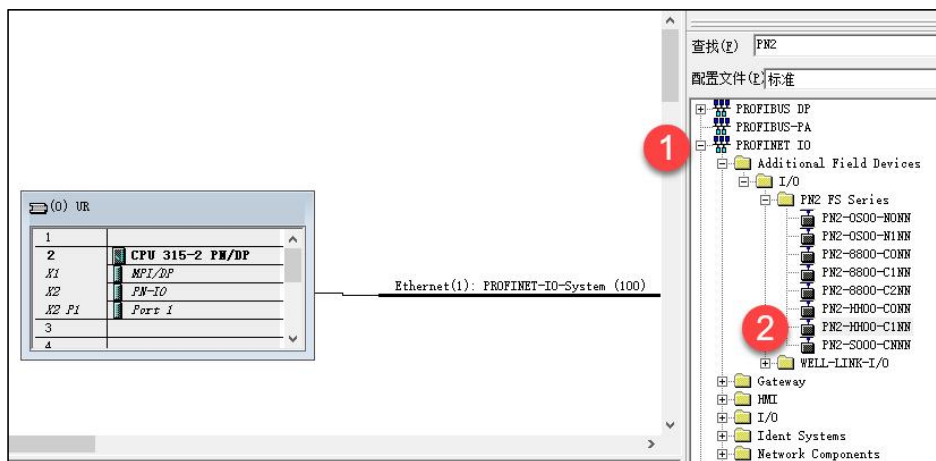 (0) UR
1
2 CPU 315-2 PN/DP
X1 MPI/DP
X2 PN-IO
X2 P1 Port 1
3
4
Ethernet(1): PROFINET-IO-System (100)
查找(F) PN2
配置文件(P) 标准
PROFIBUS DP
PROFIBUS-PA
1
PROFINET IO
Additional Field Devices
I/O
PN2 FS Series
PN2-0S00-N0NN
PN2-0S00-N1NN
PN2-8800-C0NN
PN2-8800-C1NN
PN2-8800-C2NN
PN2-HH00-C0NN
2
PN2-HH00-C1NN
PN2-S000-CNNN
WELL-LINK-I/O
Gateway
HMI
I/O
Ident Systems
Network Components